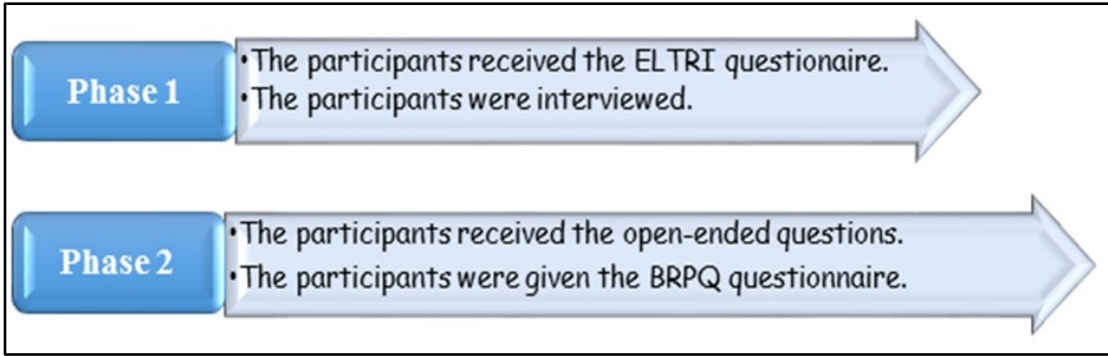 Phase 1
•The participants received the ELTRI questionaire.
•The participants were interviewed.
Phase 2
•The participants received the open-ended questions.
•The participants were given the BRPQ questionnaire.